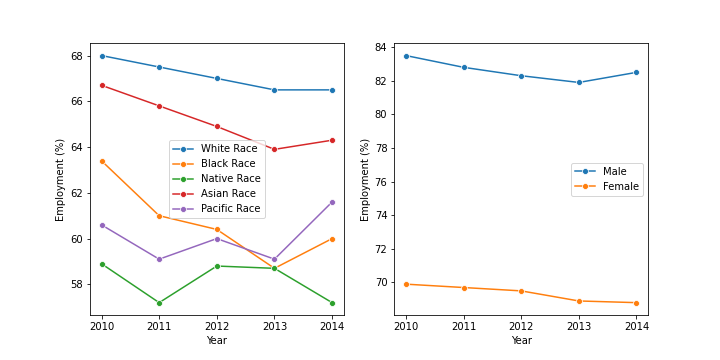 Employment (%)
68
66
64
62
60
58
White Race
Black Race
Native Race
Asian Race
Pacific Race
2010 2011 2012 2013 2014
Year
Employment (%)
84
82
80
78
76
74
72
70
Male
Female
2010 2011 2012 2013 2014
Year